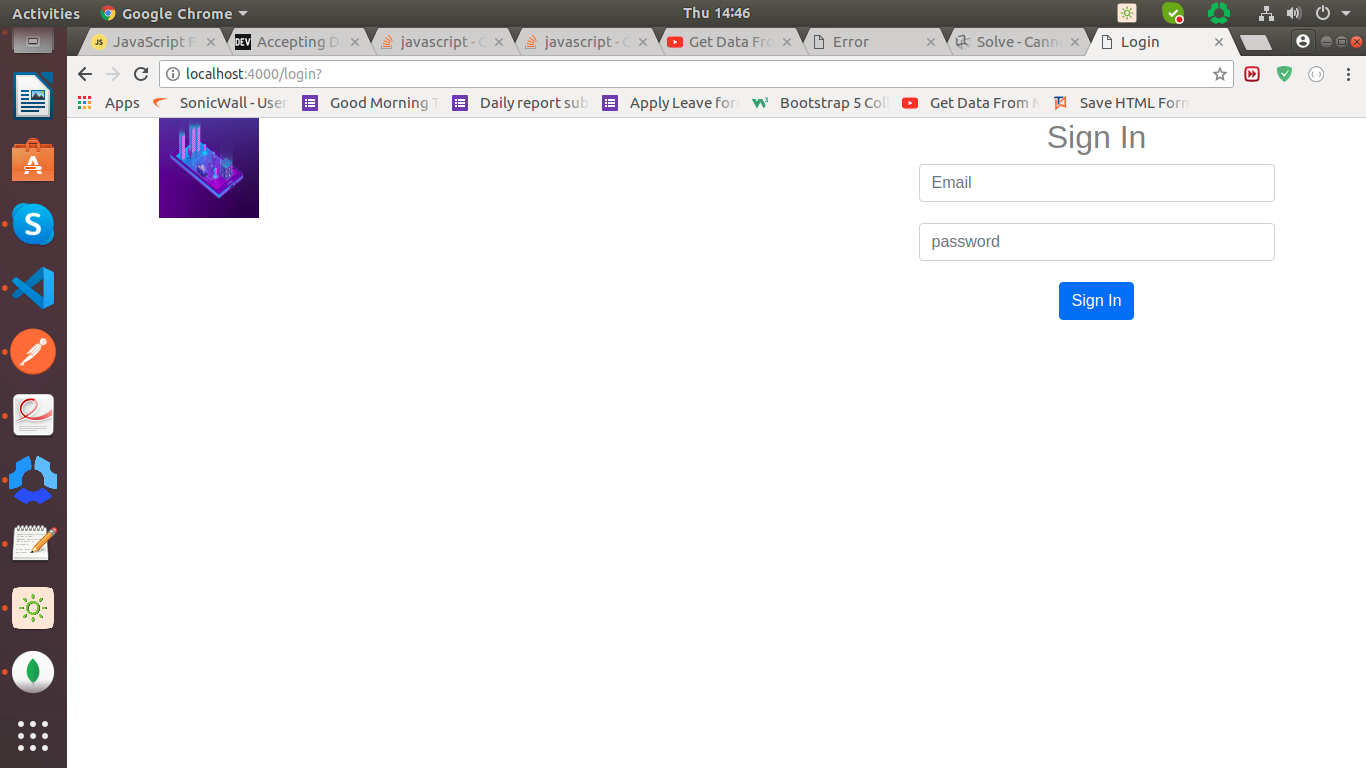 Activities Google Chrome Thu 14:46
JavaScript F Accepting D javascript - javascript - Get Data Fro Error Solve - Cann Login
localhost:4000/login?
Apps SonicWall - User Good Morning T Daily report sub Apply Leave for Bootstrap 5 Coll Get Data From Save HTML Form
Sign In
Email
password
Sign In